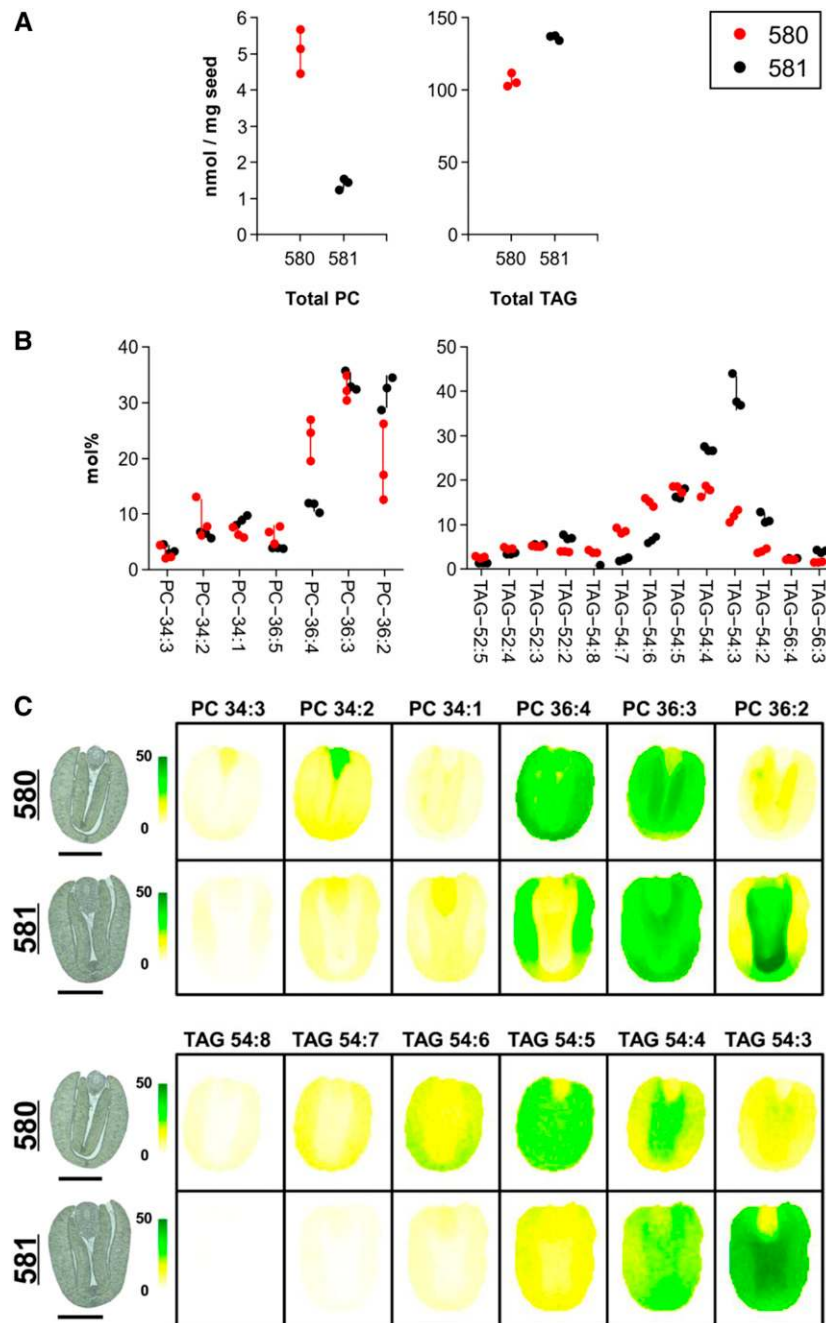 A
nmol / mg seed
6
5
4
3
2
1
0
580 581
Total PC
150
100
50
0
580 581
Total TAG
580
581
B
mol%
40
30
20
10
0
PC–34:3
PC–34:2
PC–34:1
PC–36:5
PC–36:4
PC–36:3
PC–36:2
50
40
30
20
10
0
TAG–52:5
TAG–52:4
TAG–52:3
TAG–52:2
TAG–54:8
TAG–54:7
TAG–54:6
TAG–54:5
TAG–54:4
TAG–54:3
TAG–54:2
TAG–56:4
TAG–56:3
C
PC 34:3 PC 34:2 PC 34:1 PC 36:4 PC 36:3 PC 36:2
580
50
0
581
50
0
TAG 54:8 TAG 54:7 TAG 54:6 TAG 54:5 TAG 54:4 TAG 54:3
580
50
0
581
50
0